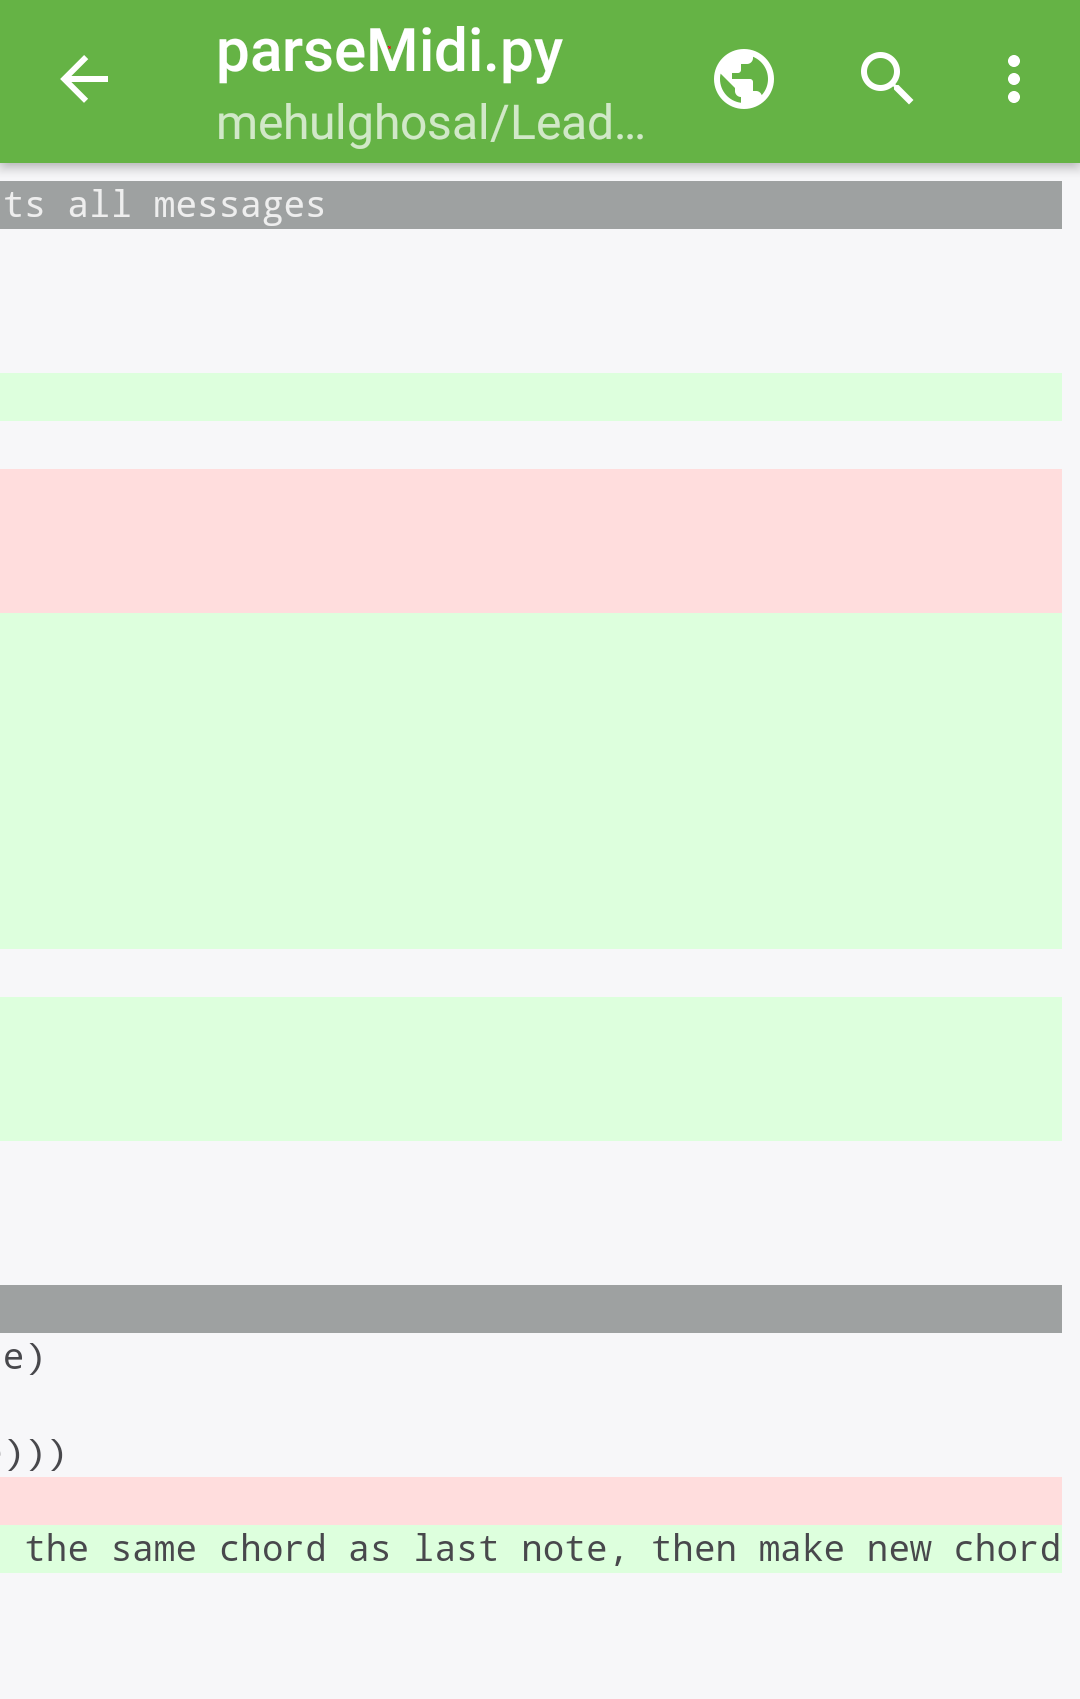 parseMidi.py
mehulghosal/Lead...
ts all messages
e)
)))
the same chord as last note, then make new chord